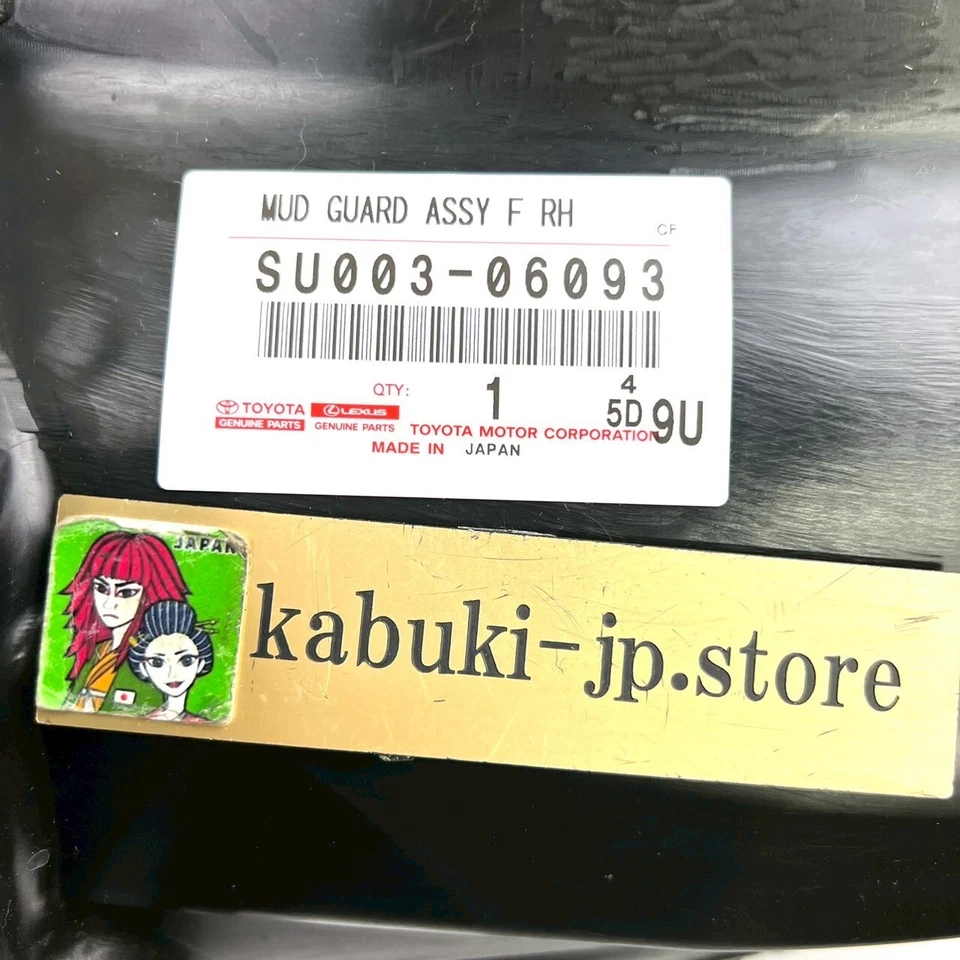 MUD GUARD ASSY F RH
CF
SU003-06093
QTY: 1 4
5D 9U
TOYOTA LEXUS
GENUINE PARTS GENUINE PARTS TOYOTA MOTOR CORPORATION
MADE IN JAPAN
JAPAN
kabuki-jp.store